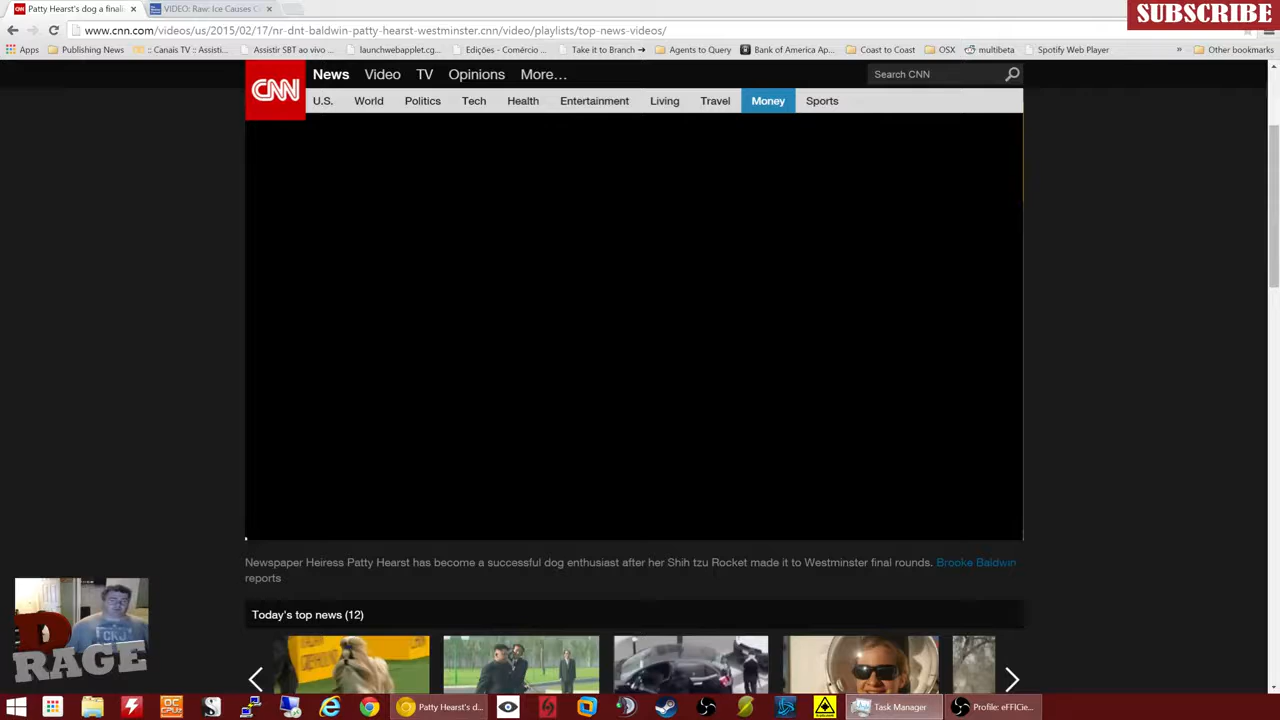 Patty Hearst's dog a finali
VIDEO: Raw: Ice Causes C
SUBSCRIBE
www.cnn.com/videos/us/2015/02/17/nr-dnt-baldwin-patty-hearst-westminster.cnn/video/playlists/top-news-videos/
Apps Publishing News :: Canais TV :: Assisti... Assistir SBT ao vivo ... launchwebapplet.cg... Edições - Comércio ... Take it to Branch → Agents to Query Bank of America Ap... Coast to Coast OSX multibeta Spotify Web Player » Other bookmarks
CNN News Video TV Opinions More... Search CNN
U.S. World Politics Tech Health Entertainment Living Travel Money Sports
Newspaper Heiress Patty Hearst has become a successful dog enthusiast after her Shih tzu Rocket made it to Westminster final rounds. Brooke Baldwin
reports
Today's top news (12)
RAGE
Patty Hearst's d... Task Manager Profile: eFFICie...